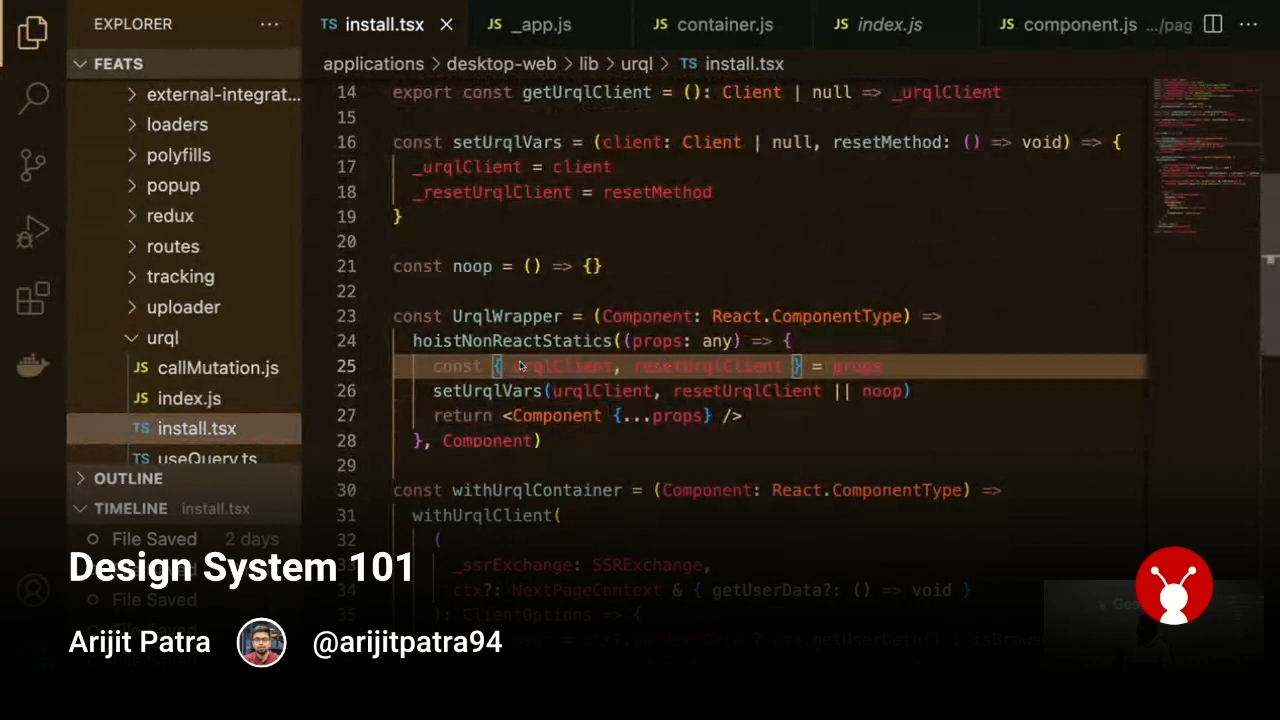 EXPLORER
TS install.tsx
JS _app.js
JS container.js
JS index.js
JS component.js .../pag
FEATS
applications > desktop-web > lib > urql > TS install.tsx
external-integrat...
loaders
polyfills
popup
redux
routes
tracking
uploader
urql
JS callMutation.js
JS index.js
TS install.tsx
TS useQuery.ts
OUTLINE
TIMELINE install.tsx
File Saved 2 days
File Saved
14 export const getUrqlClient = (): Client | null => _urqlClient
15
16 const setUrqlVars = (client: Client | null, resetMethod: () => void) => {
17 _urqlClient = client
18 _resetUrqlClient = resetMethod
19 }
20
21 const noop = () => {}
22
23 const UrqlWrapper = (Component: React.ComponentType) =>
24 hoistNonReactStatics((props: any) => {
25 const { urqlClient, resetUrqlClient } = props
26 setUrqlVars(urqlClient, resetUrqlClient || noop)
27 return <Component {...props} />
28 }, Component)
29
30 const withUrqlContainer = (Component: React.ComponentType) =>
31 withUrqlClient(
32 (
33 _ssrExchange: SSRExchange,
34 ctx?: NextPageContext & { getUserData?: () => void }
35 ): ClientOptions => {
Design System 101
Arijit Patra
@arijitpatra94